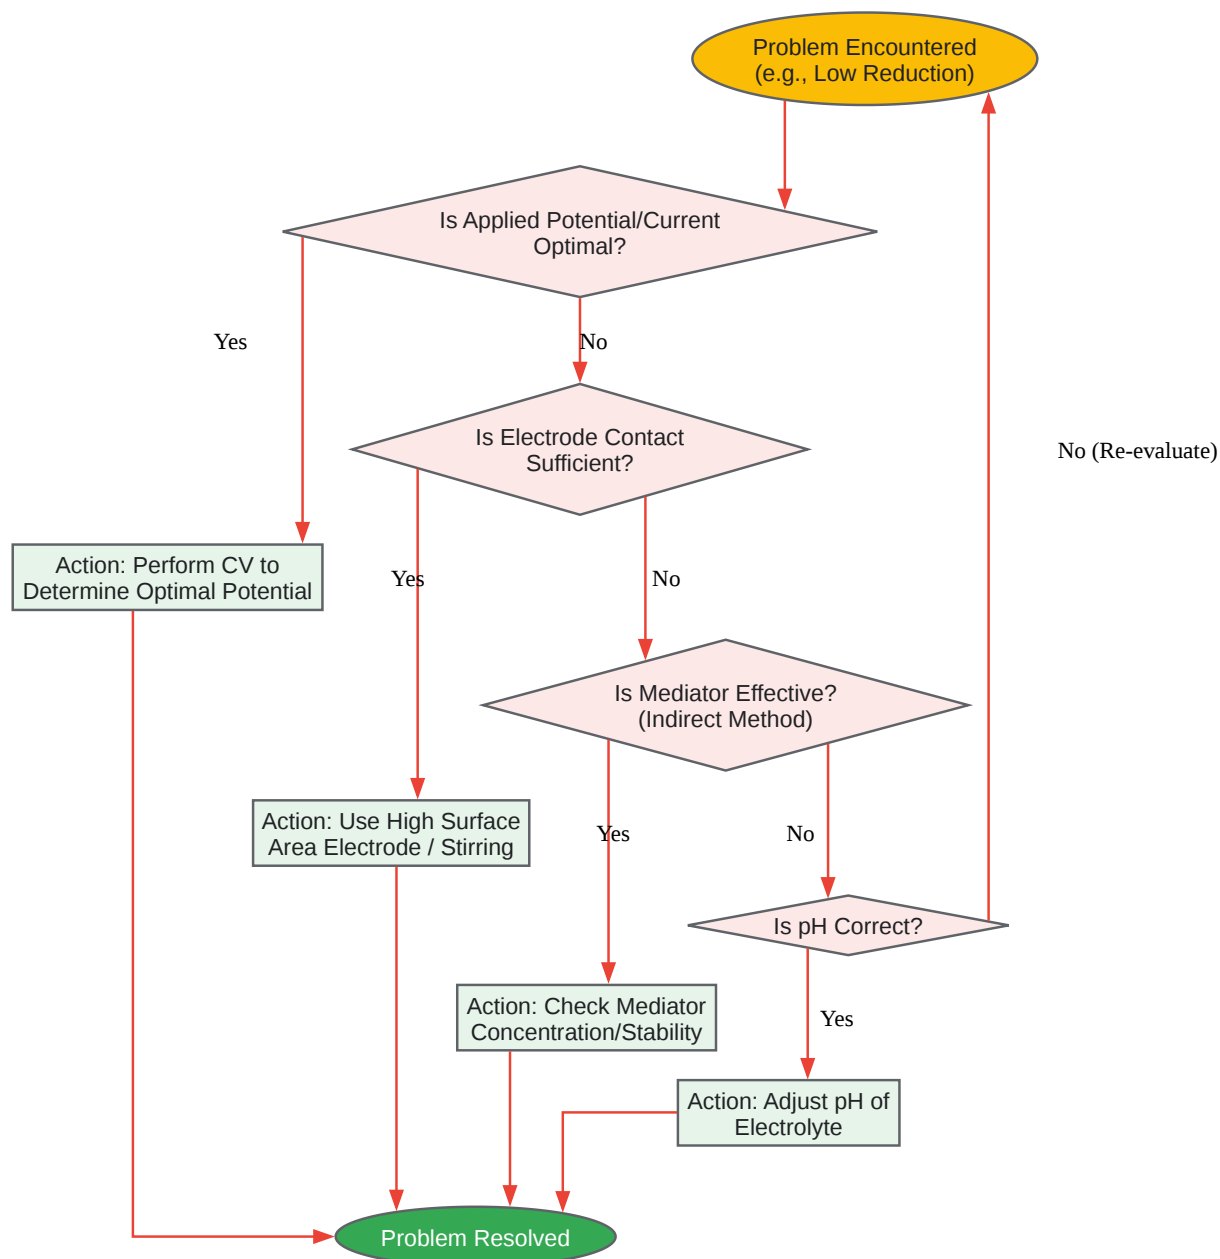 Problem Encountered
(e.g., Low Reduction)
Is Applied Potential/Current
Optimal?
Yes
No
Is Electrode Contact
Sufficient?
No (Re-evaluate)
Action: Perform CV to
Determine Optimal Potential
Yes
No
Is Mediator Effective?
(Indirect Method)
Action: Use High Surface
Area Electrode / Stirring
Yes
No
Is pH Correct?
Action: Check Mediator
Concentration/Stability
Yes
Action: Adjust pH of
Electrolyte
Problem Resolved